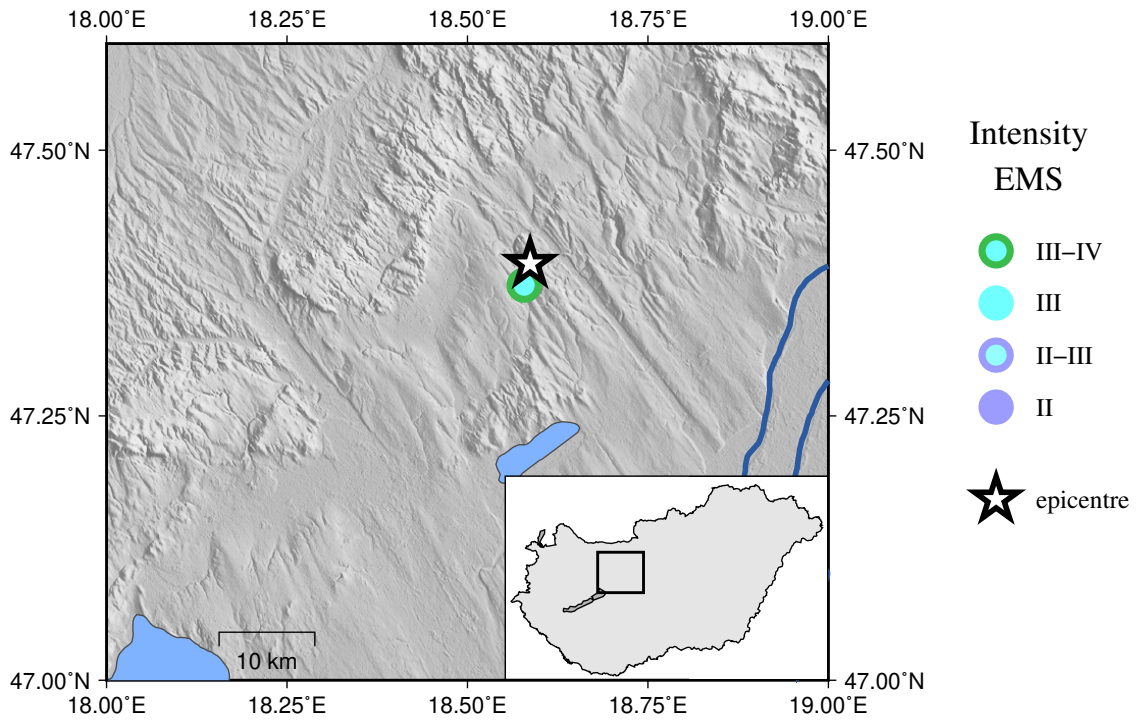 18.00˚E 18.25˚E 18.50˚E 18.75˚E 19.00˚E
47.50˚N 47.50˚N
47.25˚N 47.25˚N
47.00˚N 47.00˚N
10 km
18.00˚E 18.25˚E 18.50˚E 18.75˚E 19.00˚E
Intensity
EMS
III–IV
III
II–III
II
epicentre